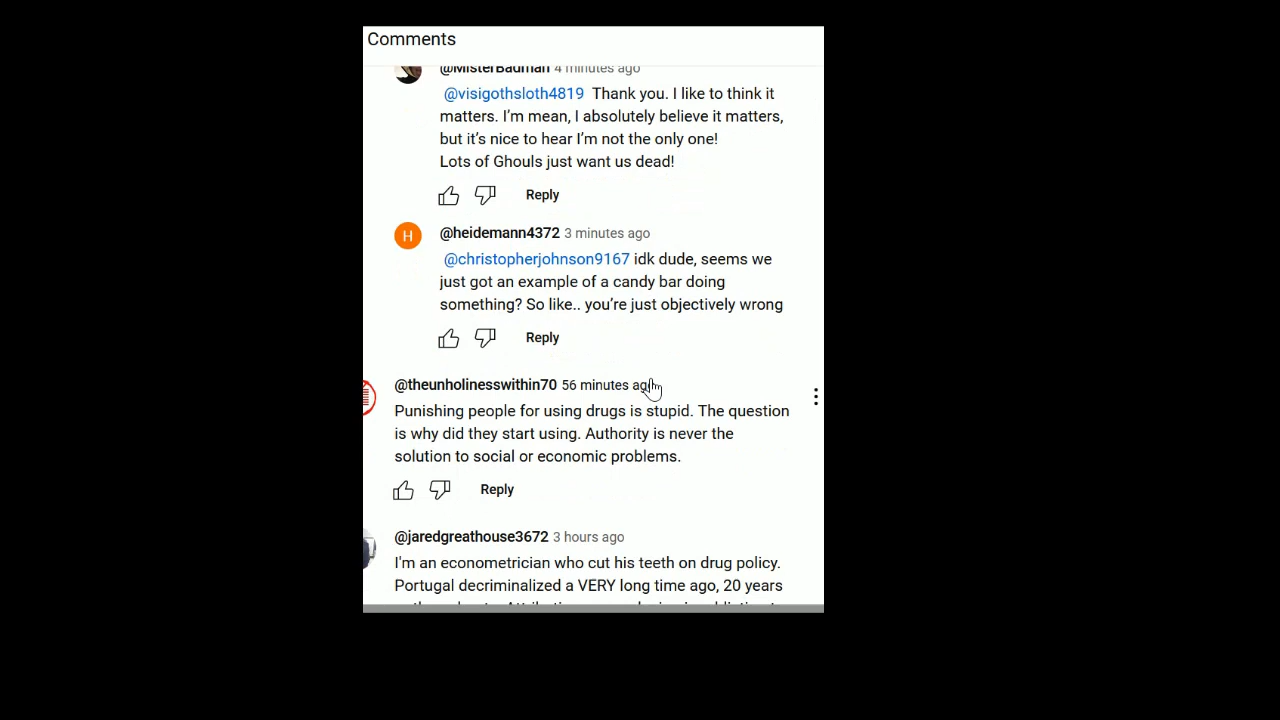 Comments
@MisterBadman 4 minutes ago
@visigothsloth4819 Thank you. I like to think it
matters. I’m mean, I absolutely believe it matters,
but it’s nice to hear I’m not the only one!
Lots of Ghouls just want us dead!
Reply
H
@heidemann4372 3 minutes ago
@christopherjohnson9167 idk dude, seems we
just got an example of a candy bar doing
something? So like.. you’re just objectively wrong
Reply
@theunholinesswithin70 56 minutes ago
Punishing people for using drugs is stupid. The question
is why did they start using. Authority is never the
solution to social or economic problems.
Reply
@jaredgreathouse3672 3 hours ago
I'm an econometrician who cut his teeth on drug policy.
Portugal decriminalized a VERY long time ago, 20 years